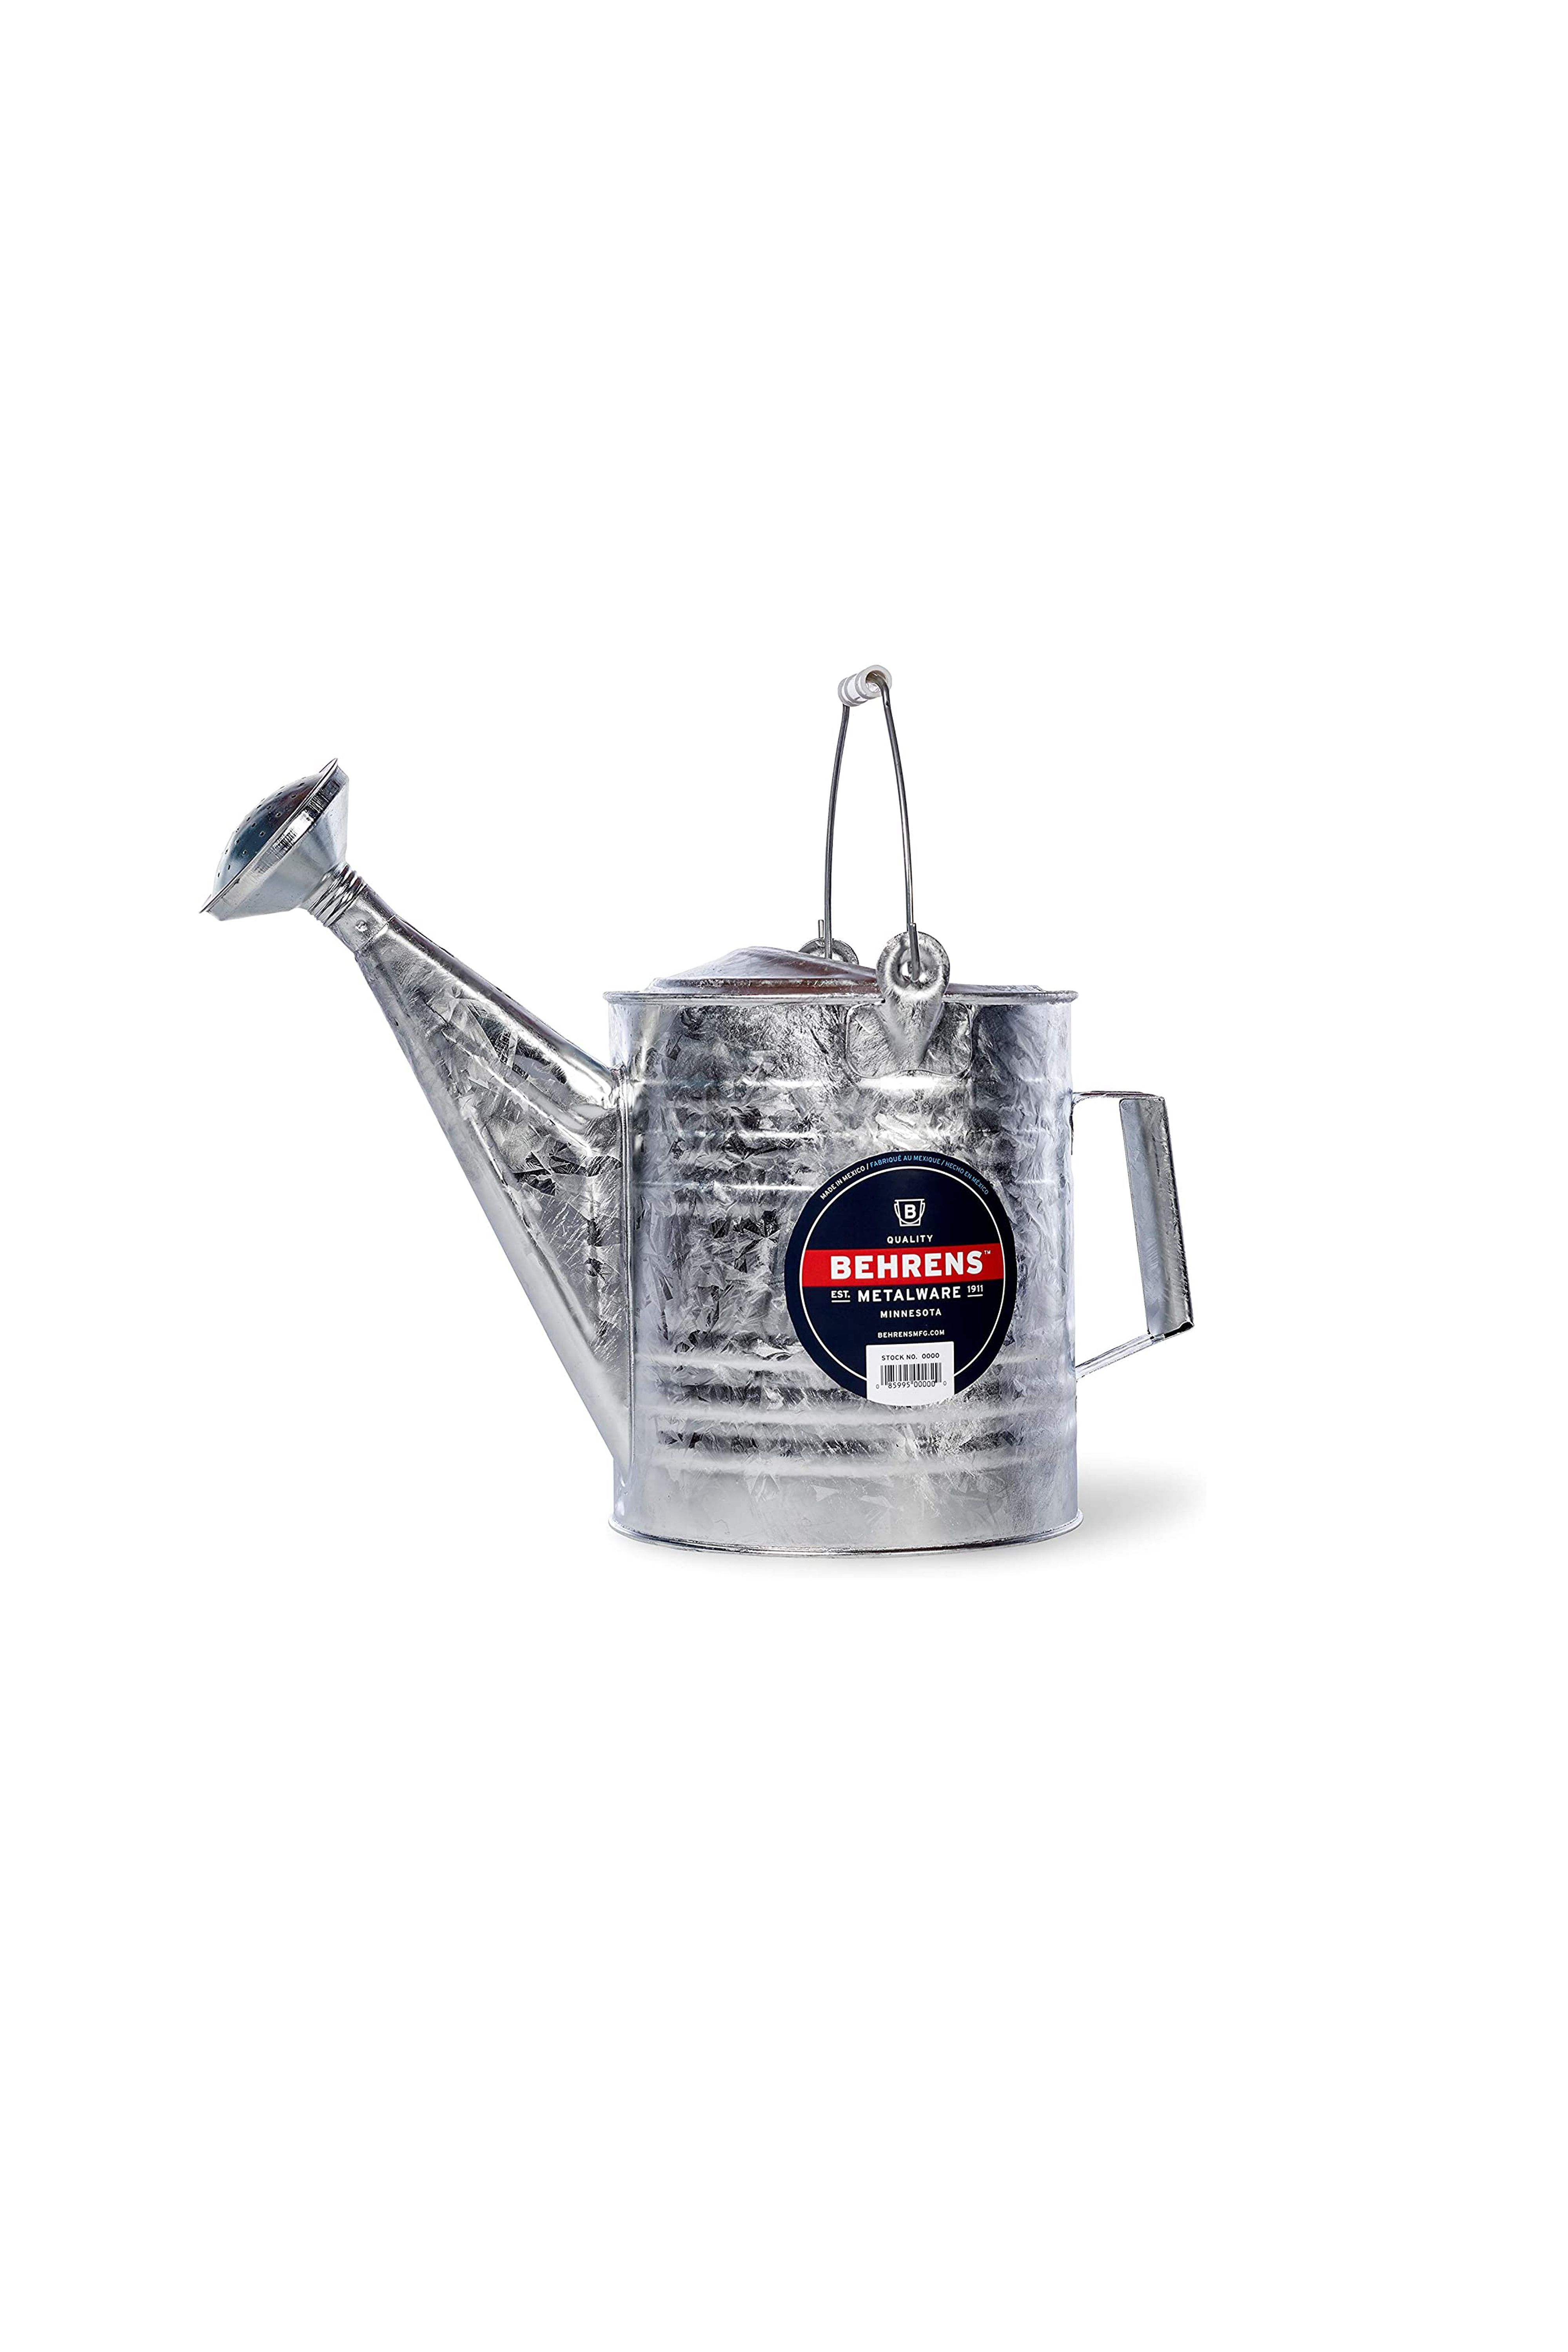 MADE IN MEXICO / FABRIQUÉ AU MEXIQUE / HECHO EN MÉXICO
B
QUALITY
BEHRENS™
EST. METALWARE 1911
MINNESOTA
BEHRENSMFG.COM
STOCK NO. 0000
0 85995 00000 0